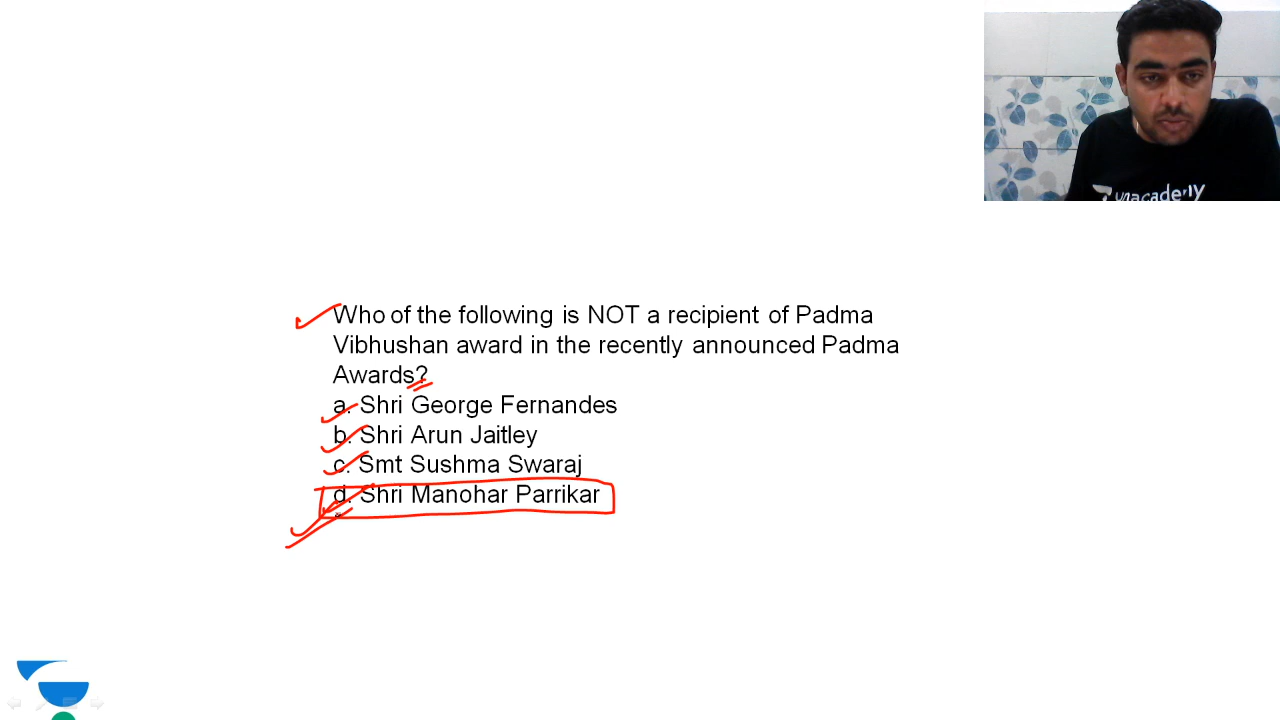 unacademy
Who of the following is NOT a recipient of Padma
Vibhushan award in the recently announced Padma
Awards?
a. Shri George Fernandes
b. Shri Arun Jaitley
c. Smt Sushma Swaraj
d. Shri Manohar Parrikar